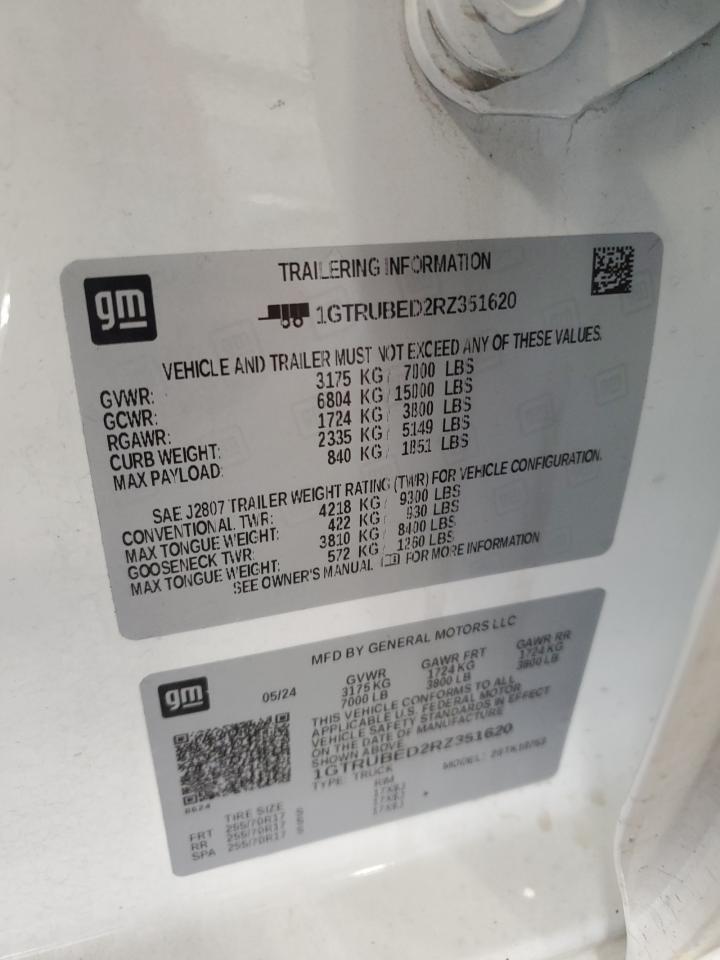 gm
TRAILERING INFORMATION
1GTRUBED2RZ351620
VEHICLE AND TRAILER MUST NOT EXCEED ANY OF THESE VALUES.
GVWR: 3175 KG / 7000 LBS
GCWR: 6804 KG / 15000 LBS
RGAWR: 1724 KG / 3800 LBS
CURB WEIGHT: 2335 KG / 5149 LBS
MAX PAYLOAD: 840 KG / 1851 LBS
SAE J2807 TRAILER WEIGHT RATING (TWR) FOR VEHICLE CONFIGURATION.
CONVENTIONAL TWR: 4218 KG / 9300 LBS
MAX TONGUE WEIGHT: 422 KG / 930 LBS
GOOSENECK TWR: 3810 KG / 8400 LBS
MAX TONGUE WEIGHT: 572 KG / 1260 LBS
SEE OWNER'S MANUAL FOR MORE INFORMATION
gm
MFD BY GENERAL MOTORS LLC
05/24 GVWR GAWR FRT GAWR RR
3175 KG 1724 KG 1724 KG
7000 LB 3800 LB 3800 LB
THIS VEHICLE CONFORMS TO ALL
APPLICABLE U.S. FEDERAL MOTOR
VEHICLE SAFETY STANDARDS IN EFFECT
ON THE DATE OF MANUFACTURE
SHOWN ABOVE.
1GTRUBED2RZ351620
TYPE: TRUCK MODEL:
TIRE SIZE RIM
FRT 255/70R17 S 17X8J
RR 255/70R17 S 17X8J
SPA 255/70R17 S 17X8J